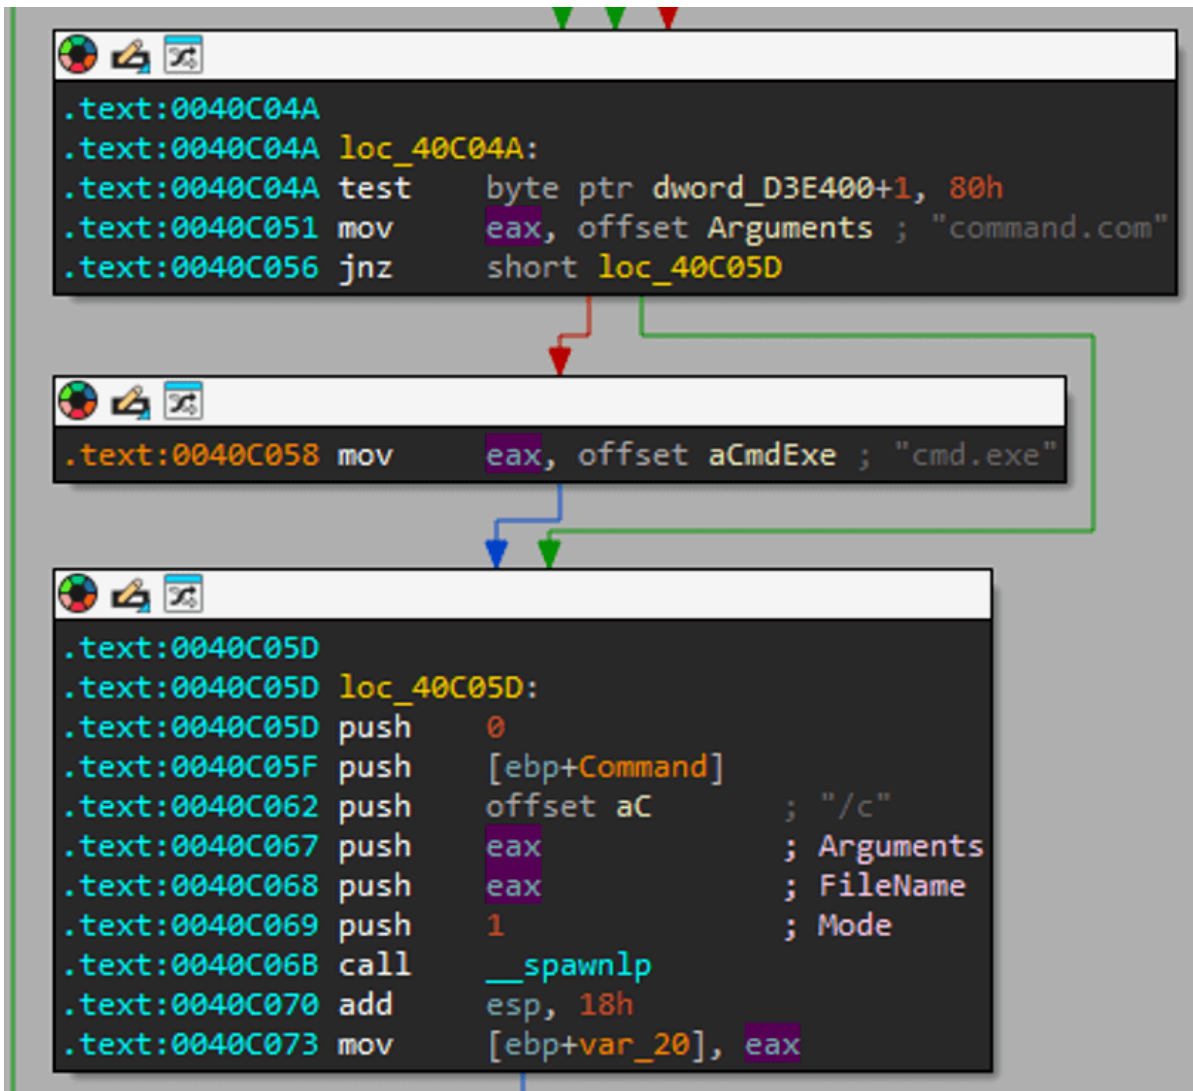 .text:0040C04A
.text:0040C04A loc_40C04A:
.text:0040C04A test    byte ptr dword_D3E400+1, 80h
.text:0040C051 mov     eax, offset Arguments ; "command.com"
.text:0040C056 jnz     short loc_40C05D
.text:0040C058 mov     eax, offset aCmdExe ; "cmd.exe"
.text:0040C05D
.text:0040C05D loc_40C05D:
.text:0040C05D push    0
.text:0040C05F push    [ebp+Command]
.text:0040C062 push    offset aC       ; "/c"
.text:0040C067 push    eax             ; Arguments
.text:0040C068 push    eax             ; FileName
.text:0040C069 push    1               ; Mode
.text:0040C06B call    __spawnlp
.text:0040C070 add     esp, 18h
.text:0040C073 mov     [ebp+var_20], eax